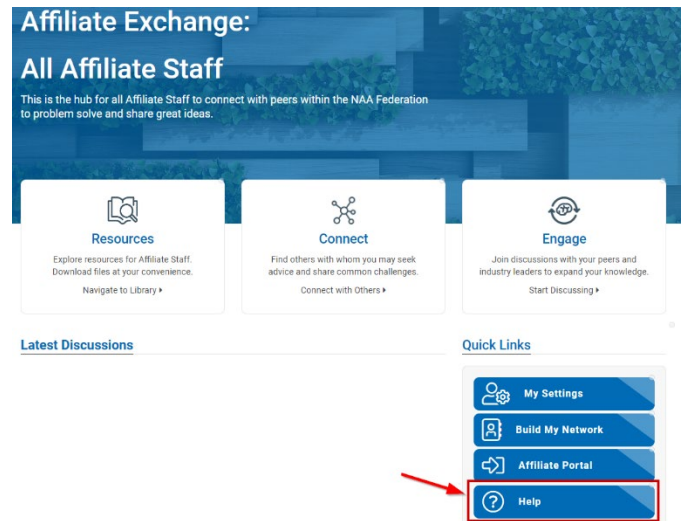 Affiliate Exchange:
All Affiliate Staff
This is the hub for all Affiliate Staff to connect with peers within the NAA Federation
to problem solve and share great ideas.
Resources
Explore resources for Affiliate Staff.
Download files at your convenience.
Navigate to Library
Connect
Find others with whom you may seek
advice and share common challenges.
Connect with Others
Engage
Join discussions with your peers and
industry leaders to expand your knowledge.
Start Discussing
Latest Discussions
Quick Links
My Settings
Build My Network
Affiliate Portal
Help